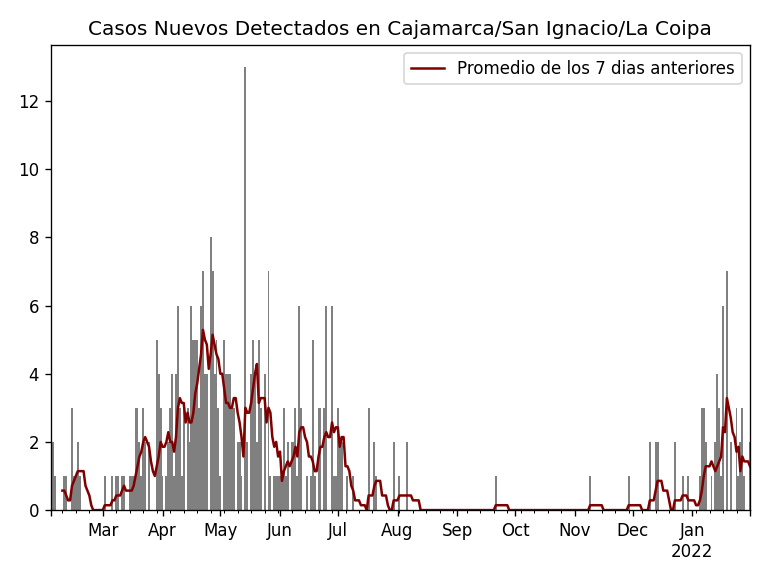 Casos Nuevos Detectados en Cajamarca/San Ignacio/La Coipa
Promedio de los 7 dias anteriores
12
10
8
6
4
2
0
Mar Apr May Jun Jul Aug Sep Oct Nov Dec Jan
2022